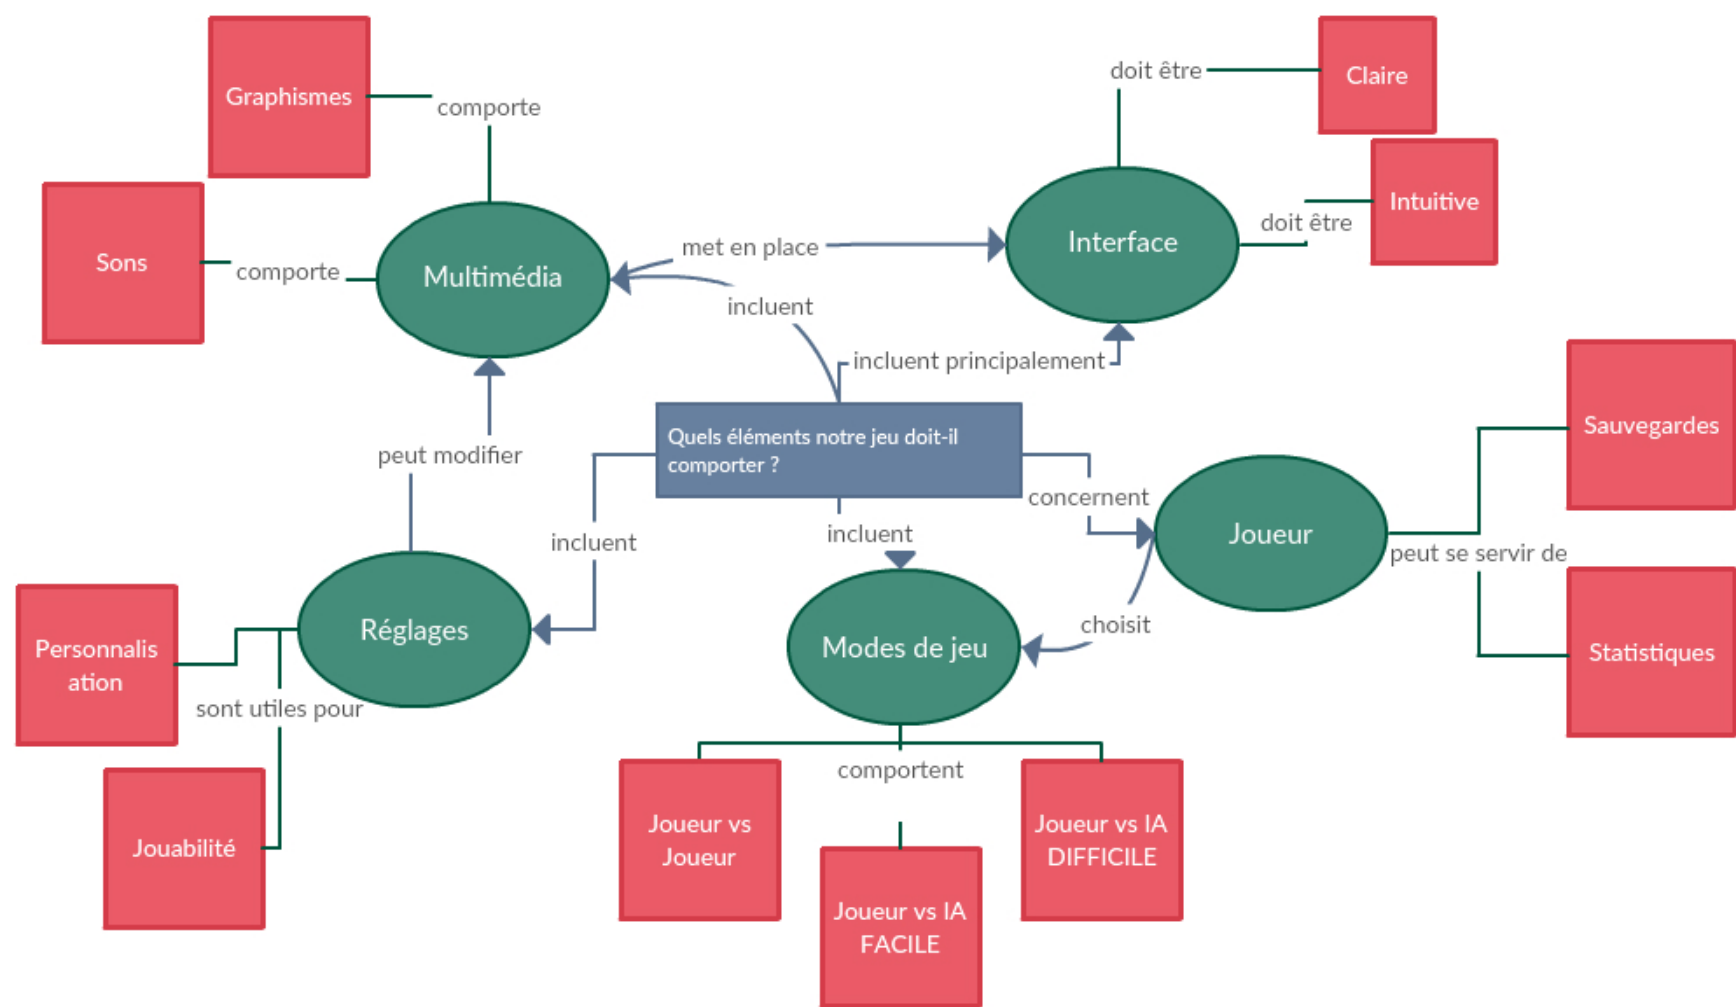 Graphismes
comporte
doit être
Claire
Sons
comporte
Multimédia
met en place
Interface
doit être
Intuitive
incluent
incluent principalement
Quels éléments notre jeu doit-il
comporter ?
peut modifier
incluent
incluent
concernent
Joueur
Sauvegardes
peut se servir de
Statistiques
choisit
Réglages
Personnalis
ation
sont utiles pour
Jouabilité
Modes de jeu
comportent
Joueur vs
Joueur
Joueur vs IA
FACILE
Joueur vs IA
DIFFICILE